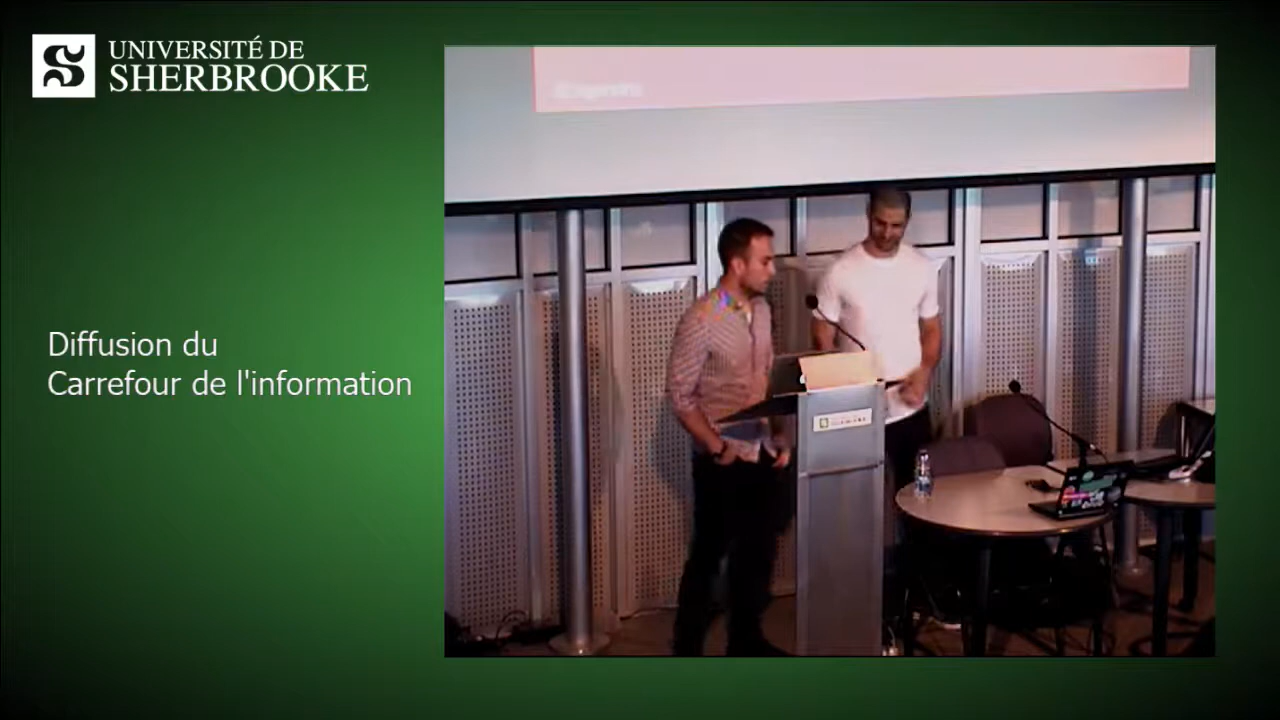 UNIVERSITÉ DE
SHERBROOKE
Diffusion du
Carrefour de l'information